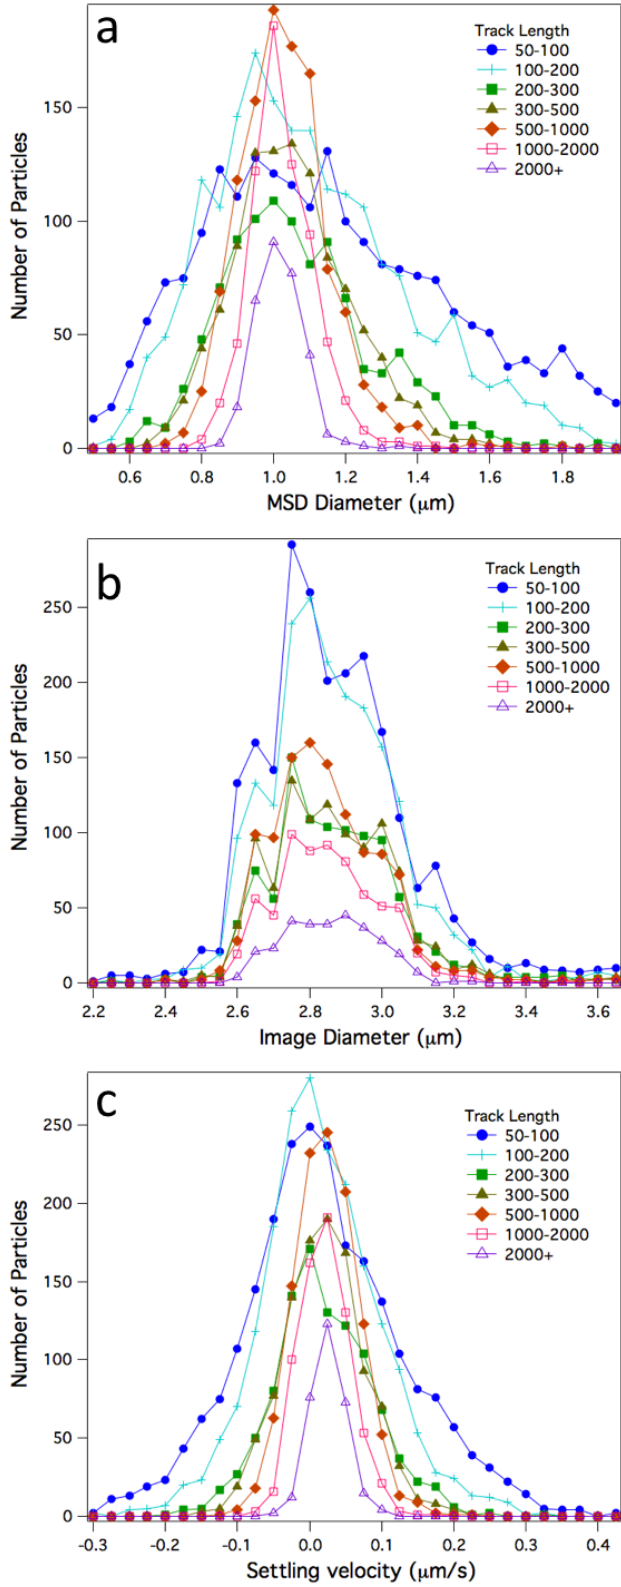 a
Track Length
50-100
100-200
200-300
300-500
500-1000
1000-2000
2000+
150
100
50
0
Number of Particles
0.6 0.8 1.0 1.2 1.4 1.6 1.8
MSD Diameter (μm)
b
Track Length
50-100
100-200
200-300
300-500
500-1000
1000-2000
2000+
250
200
150
100
50
0
Number of Particles
2.2 2.4 2.6 2.8 3.0 3.2 3.4 3.6
Image Diameter (μm)
c
Track Length
50-100
100-200
200-300
300-500
500-1000
1000-2000
2000+
250
200
150
100
50
0
Number of Particles
-0.3 -0.2 -0.1 0.0 0.1 0.2 0.3 0.4
Settling velocity (μm/s)